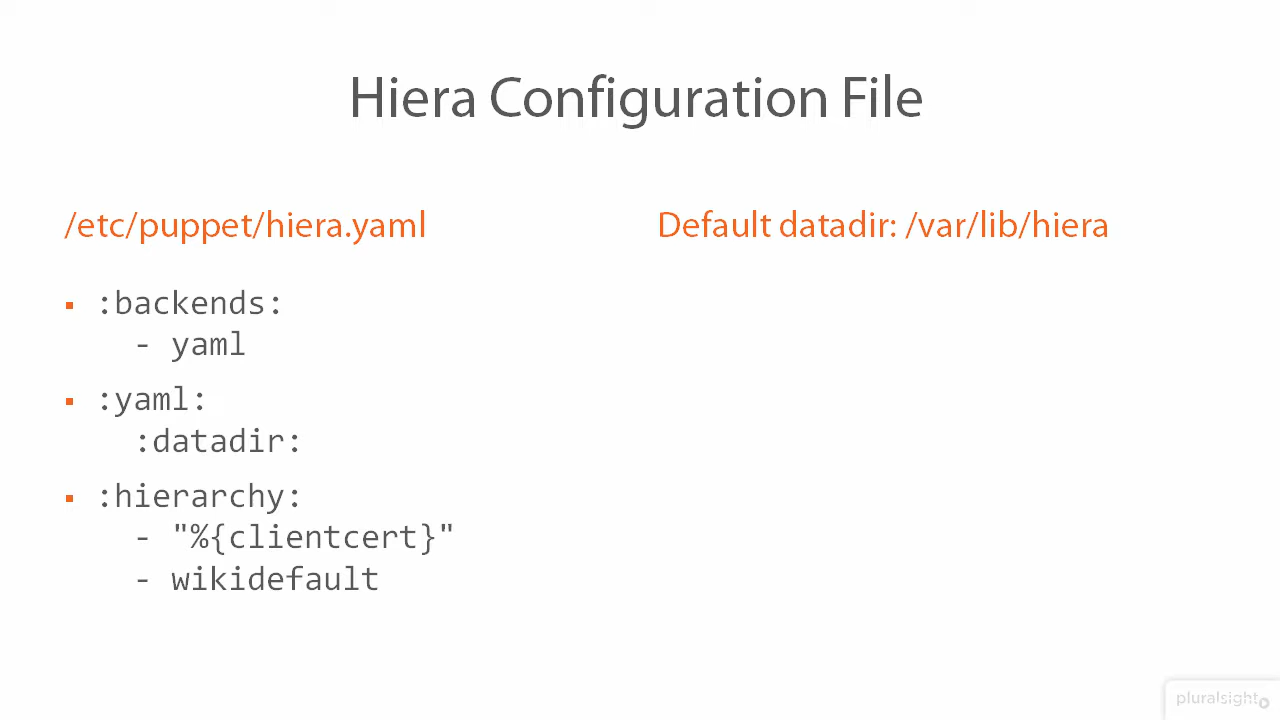 Hiera Configuration File
/etc/puppet/hiera.yaml
:backends:
- yaml
:yaml:
:datadir:
:hierarchy:
- "%{clientcert}"
- wikidefault
Default datadir: /var/lib/hiera
pluralsight